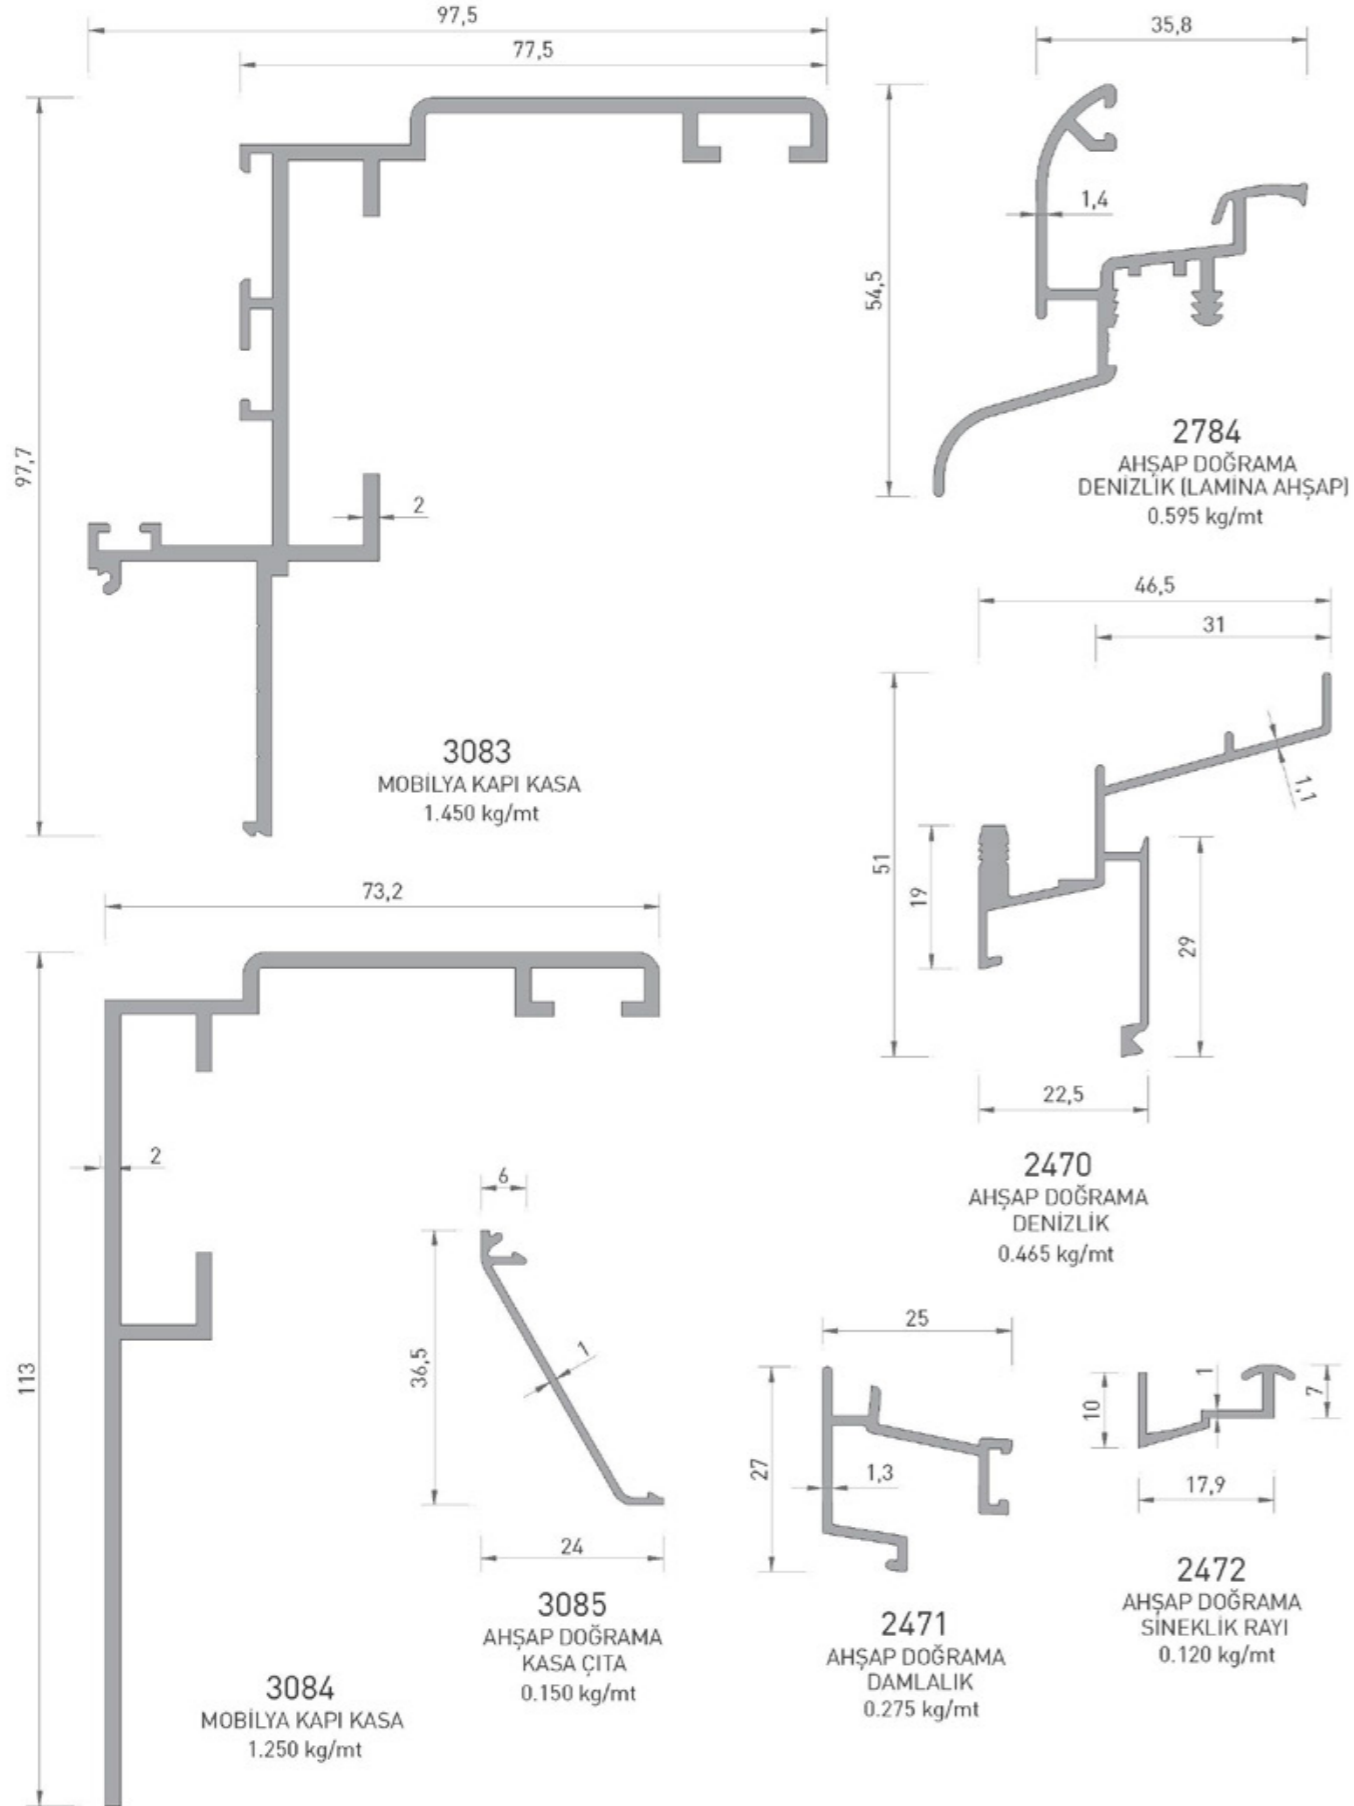 97,5
77,5
97,7
2
3083
MOBİLYA KAPI KASA
1.450 kg/mt
35,8
54,5
1,4
2784
AHŞAP DOĞRAMA
DENİZLİK (LAMİNA AHŞAP)
0.595 kg/mt
46,5
31
51
19
1,1
29
22,5
2470
AHŞAP DOĞRAMA
DENİZLİK
0.465 kg/mt
73,2
113
2
3084
MOBİLYA KAPI KASA
1.250 kg/mt
6
36,5
1
24
3085
AHŞAP DOĞRAMA
KASA ÇITA
0.150 kg/mt
25
27
1,3
2471
AHŞAP DOĞRAMA
DAMLALIK
0.275 kg/mt
10
1
7
17,9
2472
AHŞAP DOĞRAMA
SİNEKLİK RAYI
0.120 kg/mt